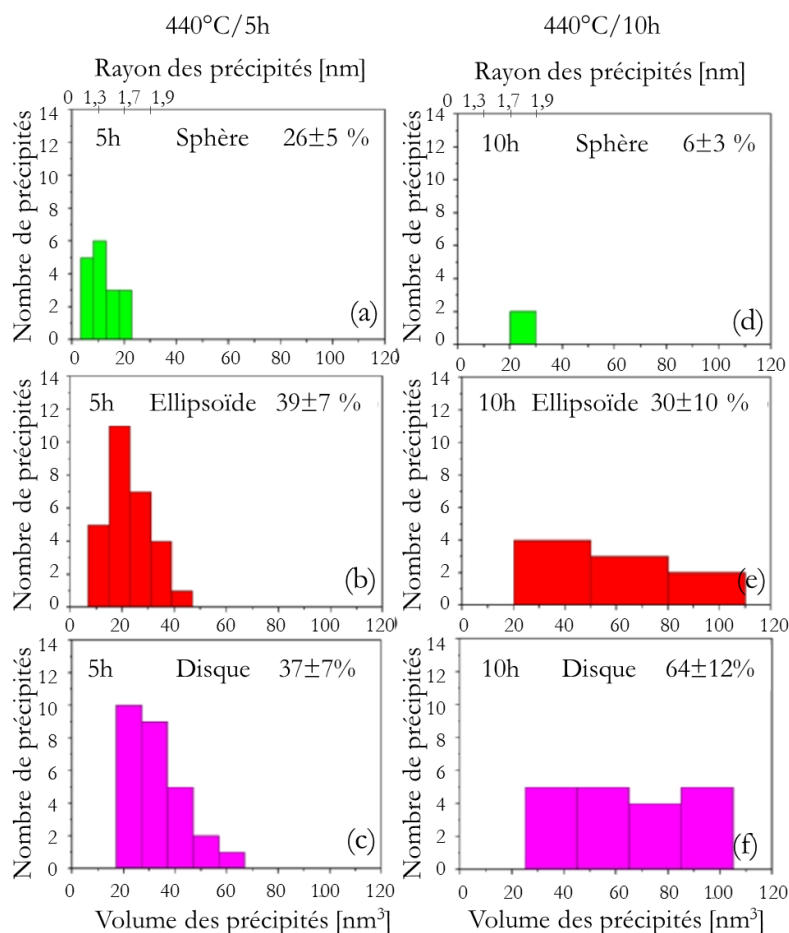 440°C/5h
440°C/10h
Rayon des précipités [nm]
0 1,3 1,7 1,9
Nombre de précipités
14
12
10
8
6
4
2
0
5h Sphère 26±5 %
(a)
0 20 40 60 80 100 120
Rayon des précipités [nm]
0 1,3 1,7 1,9
Nombre de précipités
14
12
10
8
6
4
2
0
10h Sphère 6±3 %
(d)
0 20 40 60 80 100 120
Nombre de précipités
14
12
10
8
6
4
2
0
5h Ellipsoïde 39±7 %
(b)
0 20 40 60 80 100 120
Nombre de précipités
14
12
10
8
6
4
2
0
10h Ellipsoïde 30±10 %
(e)
0 20 40 60 80 100 120
Nombre de précipités
14
12
10
8
6
4
2
0
5h Disque 37±7%
(c)
0 20 40 60 80 100 120
Volume des précipités [nm³]
Nombre de précipités
14
12
10
8
6
4
2
0
10h Disque 64±12%
(f)
0 20 40 60 80 100 120
Volume des précipités [nm³]